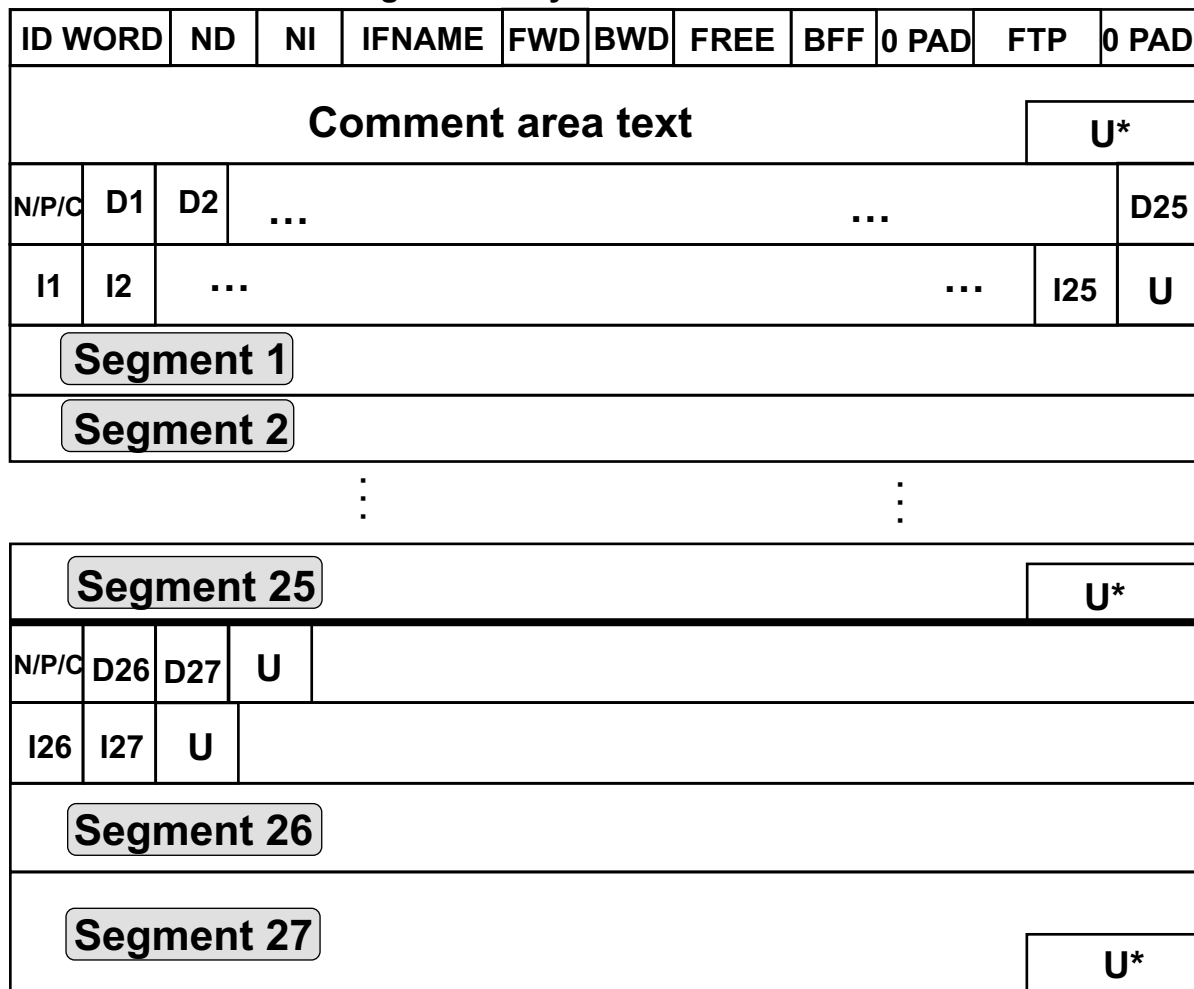 ID WORD ND NI IFNAME FWD BWD FREE BFF 0 PAD FTP 0 PAD
Comment area text U*
N/P/C D1 D2 ... ... D25
I1 I2 ... ... I25 U
Segment 1
Segment 2
Segment 25 U*
N/P/C D26 D27 U
I26 I27 U
Segment 26
Segment 27
U*